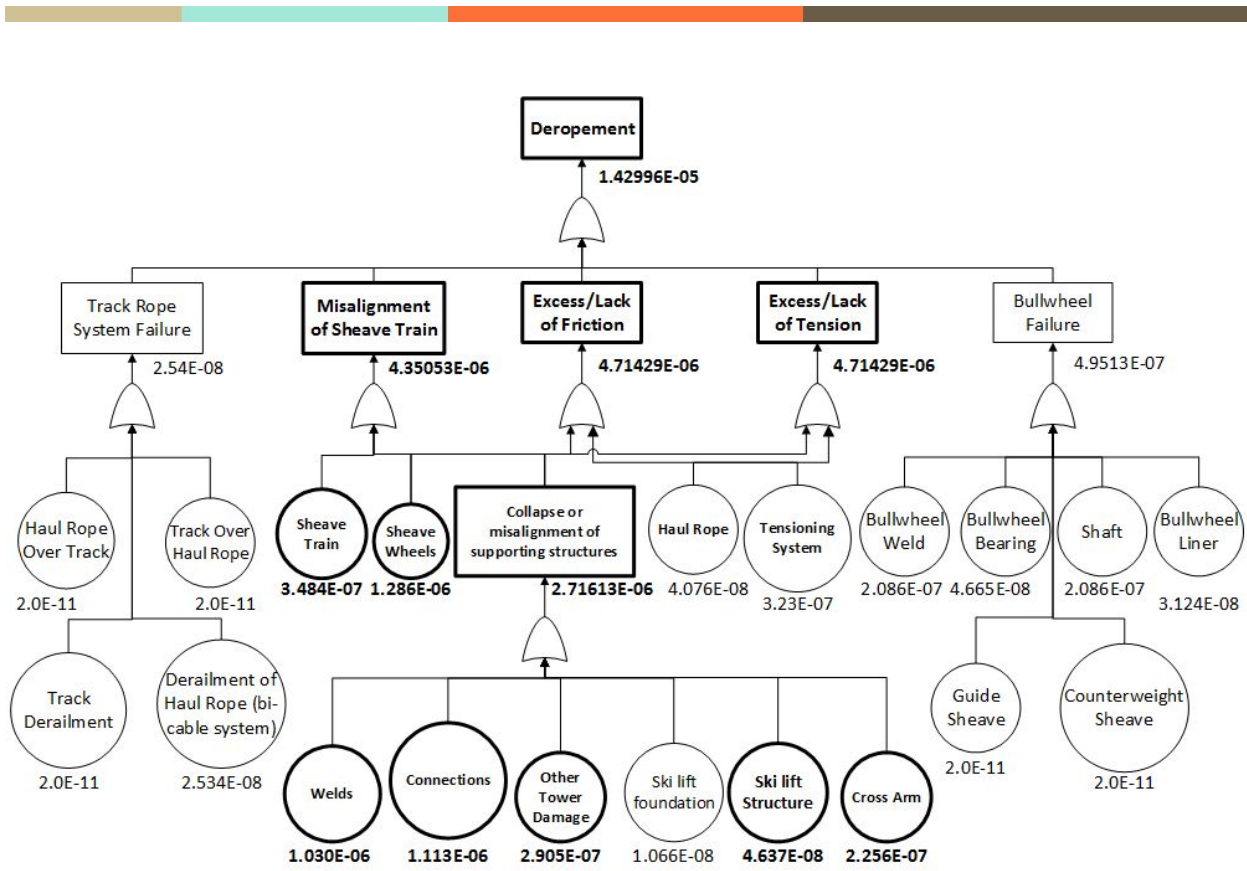 Deropement
1.42996E-05
Track Rope
System Failure
2.54E-08
Misalignment
of Sheave Train
4.35053E-06
Excess/Lack
of Friction
4.71429E-06
Excess/Lack
of Tension
4.71429E-06
Bullwheel
Failure
4.9513E-07
Haul Rope
Over Track
2.0E-11
Track Over
Haul Rope
2.0E-11
Sheave
Train
3.484E-07
Sheave
Wheels
1.286E-06
Collapse or
misalignment of
supporting structures
2.71613E-06
Haul Rope
4.076E-08
Tensioning
System
3.23E-07
Bullwheel
Weld
2.086E-07
Bullwheel
Bearing
4.665E-08
Shaft
2.086E-07
Bullwheel
Liner
3.124E-08
Track
Derailment
2.0E-11
Derailment of
Haul Rope (bi-
cable system)
2.534E-08
Guide
Sheave
2.0E-11
Counterweight
Sheave
2.0E-11
Welds
1.030E-06
Connections
1.113E-06
Other
Tower
Damage
2.905E-07
Ski lift
foundation
1.066E-08
Ski lift
Structure
4.637E-08
Cross Arm
2.256E-07